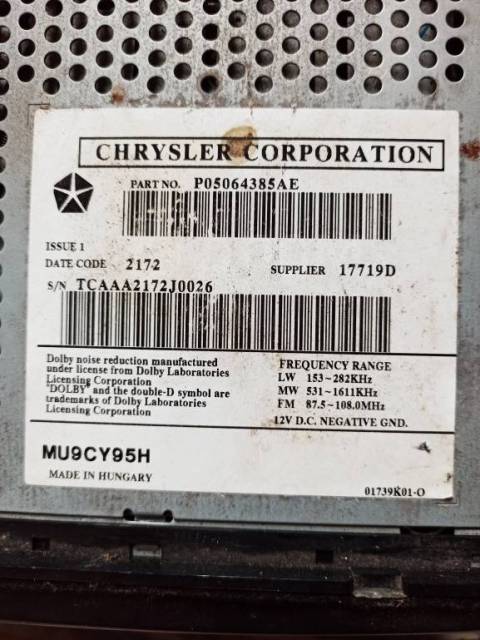 CHRYSLER CORPORATION
PART NO. P05064385AE
ISSUE 1
DATE CODE 2172
SUPPLIER 17719D
S/N TCAAA2172J0026
Dolby noise reduction manufactured
under license from Dolby Laboratories
Licensing Corporation
"DOLBY" and the double-D symbol are
trademarks of Dolby Laboratories
Licensing Corporation
FREQUENCY RANGE
LW 153~282KHz
MW 531~1611KHz
FM 87.5~108.0MHz
12V D.C. NEGATIVE GND.
MU9CY95H
MADE IN HUNGARY
01739K01-O